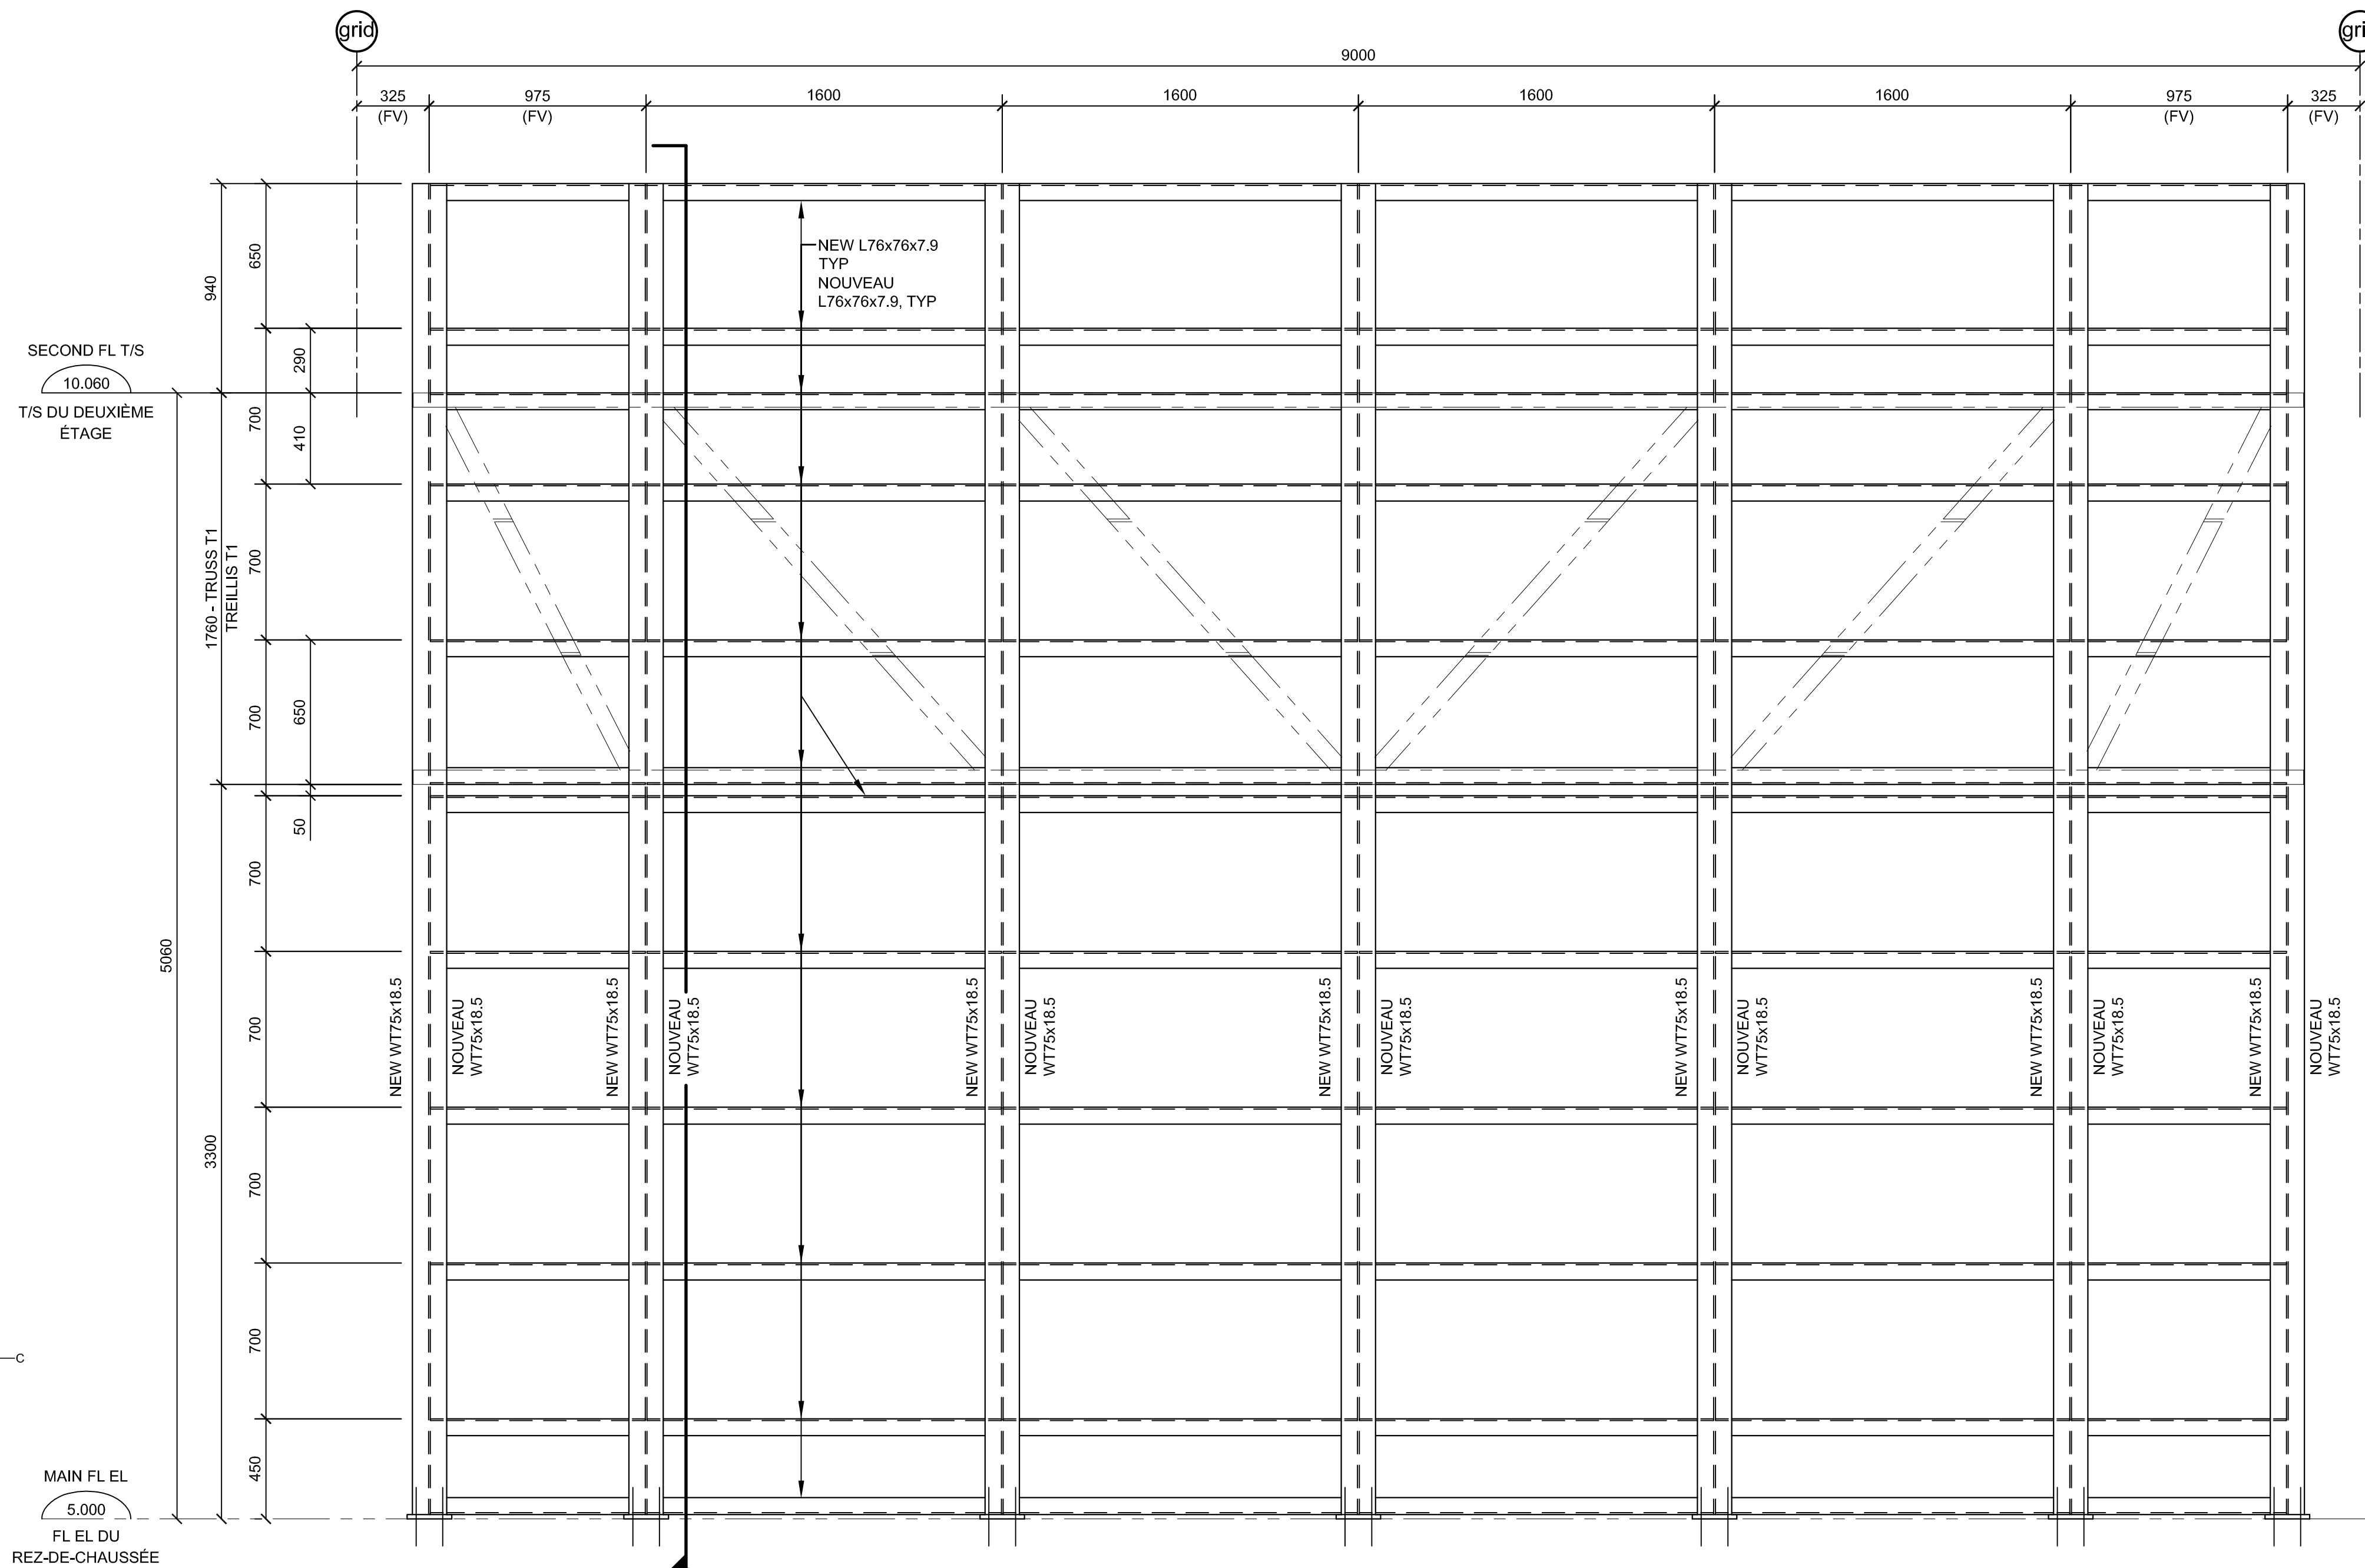 grid
gri
9000
325
(FV)
975
(FV)
1600
1600
1600
1600
975
(FV)
325
(FV)
NEW L76x76x7.9
TYP
NOUVEAU
L76x76x7.9, TYP
650
940
290
SECOND FL T/S
10.060
T/S DU DEUXIÈME
ÉTAGE
700
410
1760 - TRUSS T1
TREILLIS T1
700
700
650
50
700
5060
700
3300
700
700
450
NEW WT75x18.5
NOUVEAU
WT75x18.5
NEW WT75x18.5
NOUVEAU
WT75x18.5
NEW WT75x18.5
NOUVEAU
WT75x18.5
NEW WT75x18.5
NOUVEAU
WT75x18.5
NEW WT75x18.5
NOUVEAU
WT75x18.5
NEW WT75x18.5
NOUVEAU
WT75x18.5
NEW WT75x18.5
NOUVEAU
WT75x18.5
C
MAIN FL EL
5.000
FL EL DU
REZ-DE-CHAUSSÉE